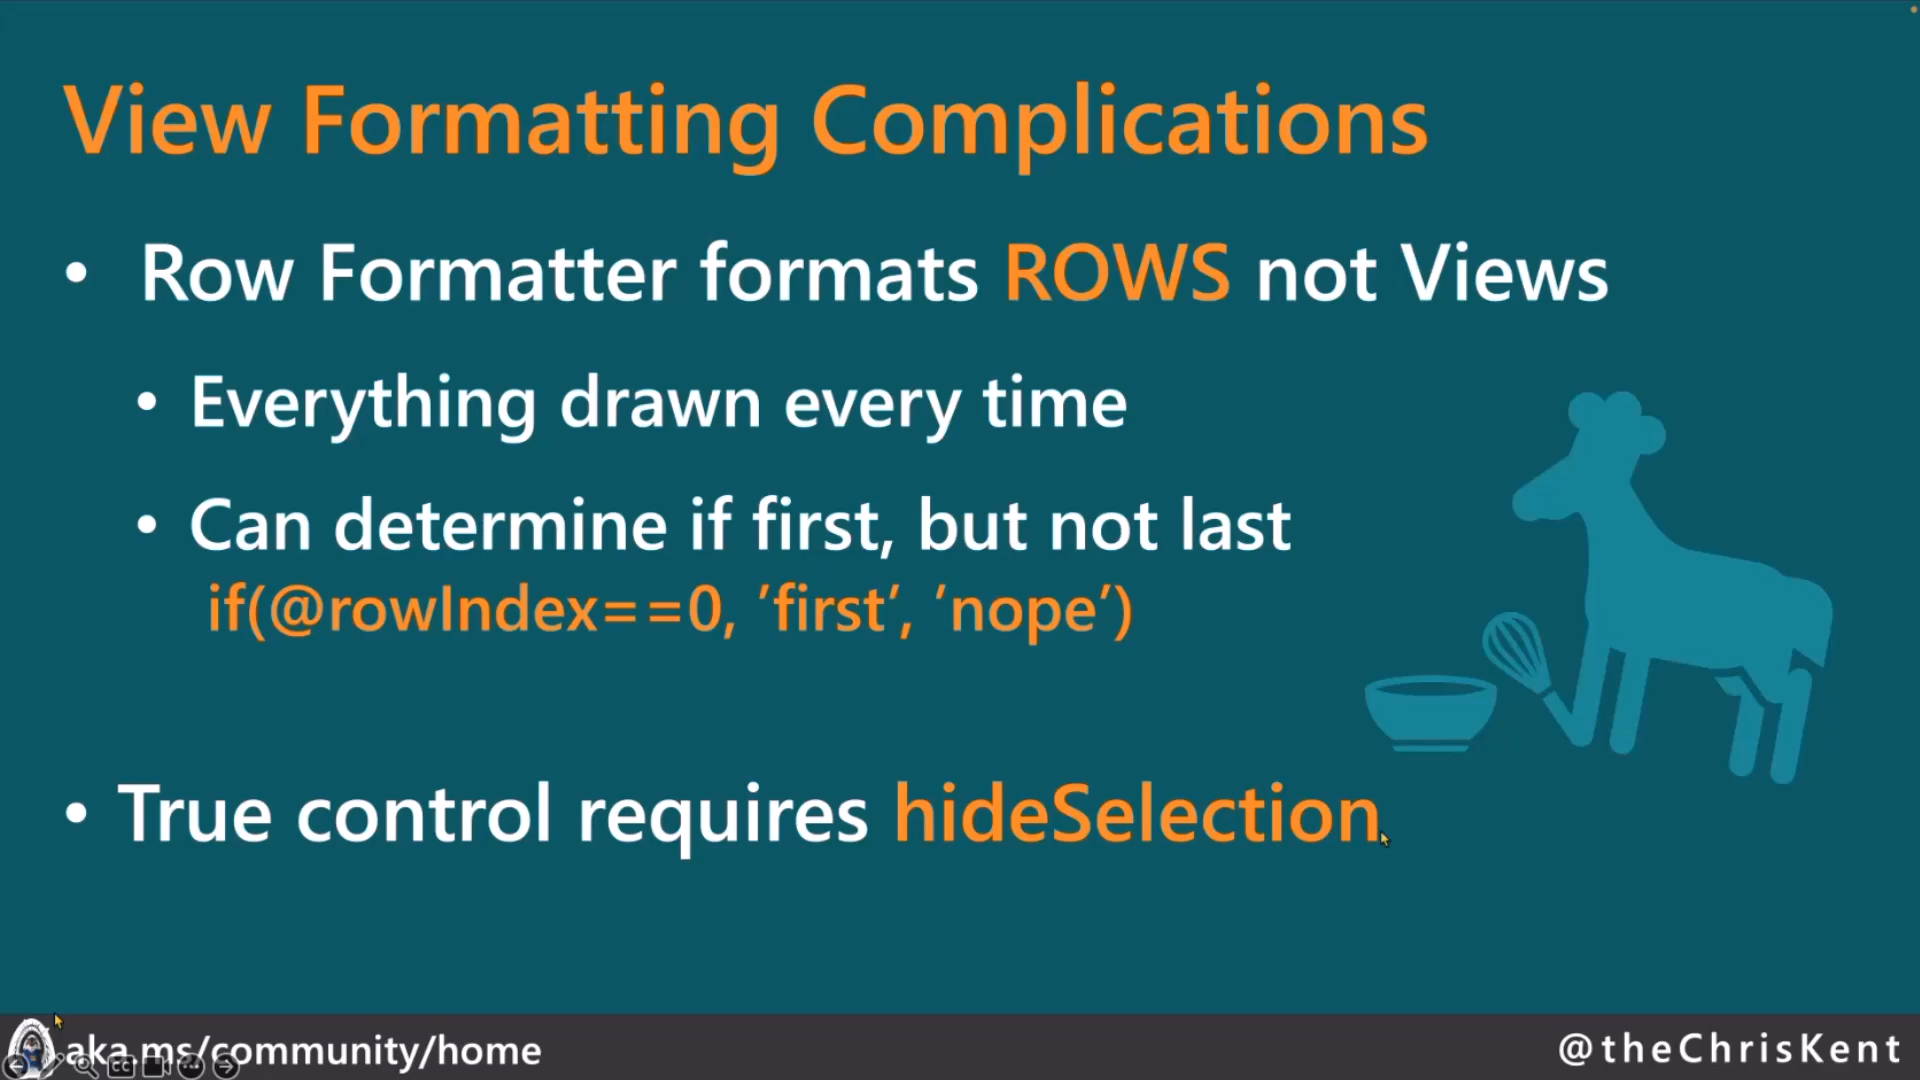 View Formatting Complications
• Row Formatter formats ROWS not Views
• Everything drawn every time
• Can determine if first, but not last
if(@rowIndex==0, ’first’, ’nope’)
• True control requires hideSelection
aka.ms/community/home
CC
@theChrisKent